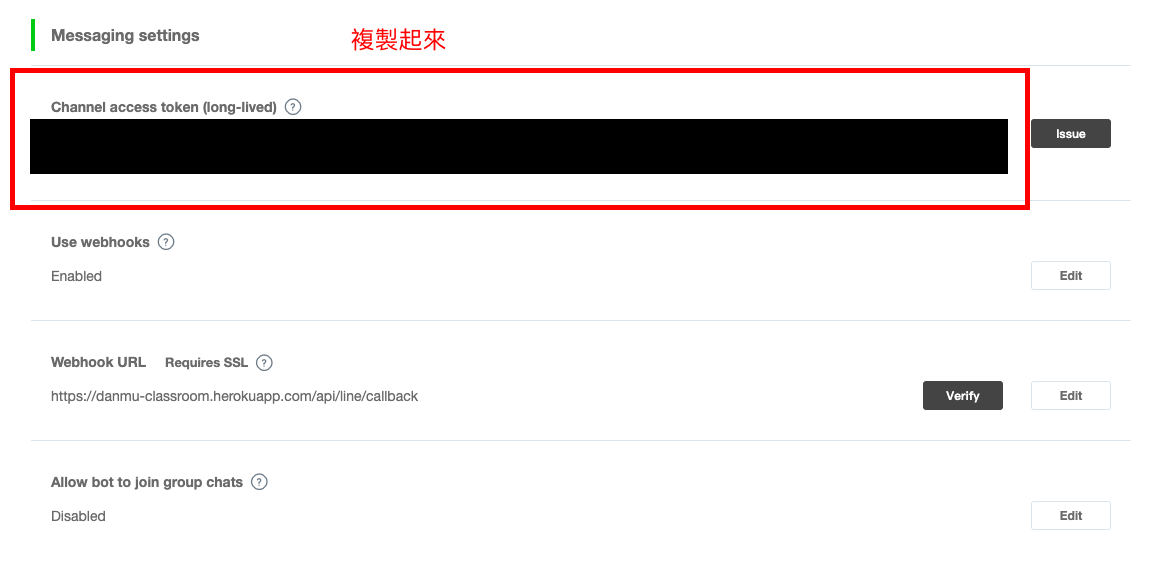 Messaging settings
複製起來
Channel access token (long-lived) ?
Issue
Use webhooks ?
Enabled
Edit
Webhook URL Requires SSL ?
https://danmu-classroom.herokuapp.com/api/line/callback
Verify
Edit
Allow bot to join group chats ?
Disabled
Edit